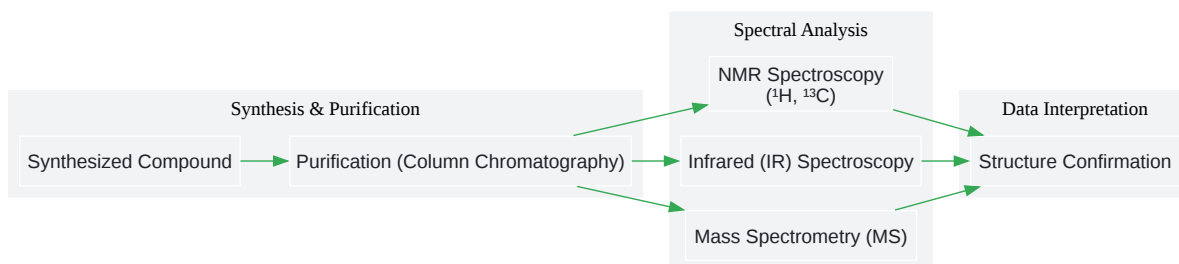 Spectral Analysis
NMR Spectroscopy
(¹H, ¹³C)
Synthesis & Purification
Data Interpretation
Synthesized Compound
Purification (Column Chromatography)
Infrared (IR) Spectroscopy
Structure Confirmation
Mass Spectrometry (MS)